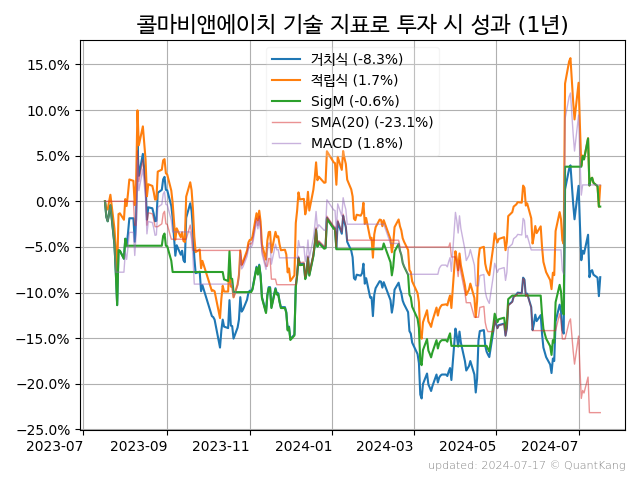 콜마비앤에이치 기술 지표로 투자 시 성과 (1년)
거치식 (-8.3%)
적립식 (1.7%)
SigM (-0.6%)
SMA(20) (-23.1%)
MACD (1.8%)
15.0%
10.0%
5.0%
0.0%
−5.0%
−10.0%
−15.0%
−20.0%
−25.0%
2023-07 2023-09 2023-11 2024-01 2024-03 2024-05 2024-07
updated: 2024-07-17 © QuantKang